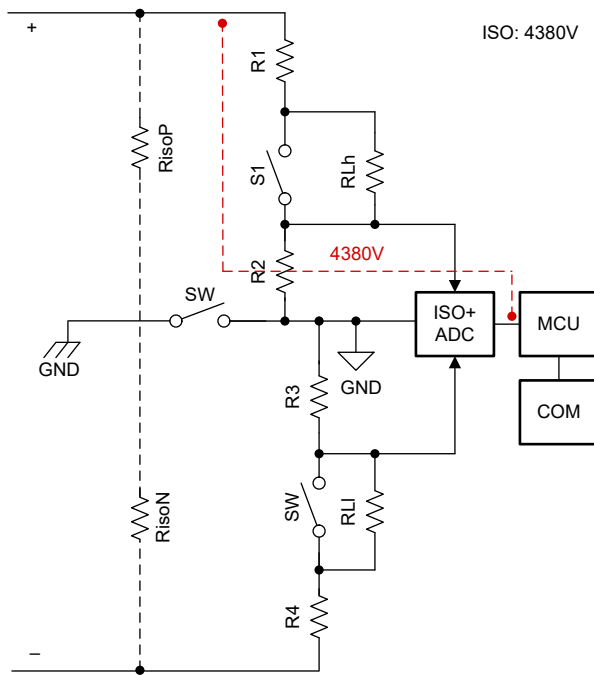 +
ISO: 4380V
R1
RisoP
S1
RLh
R2
4380V
SW
ISO+
ADC
MCU
GND
GND
R3
COM
SW
RLl
RisoN
R4
–